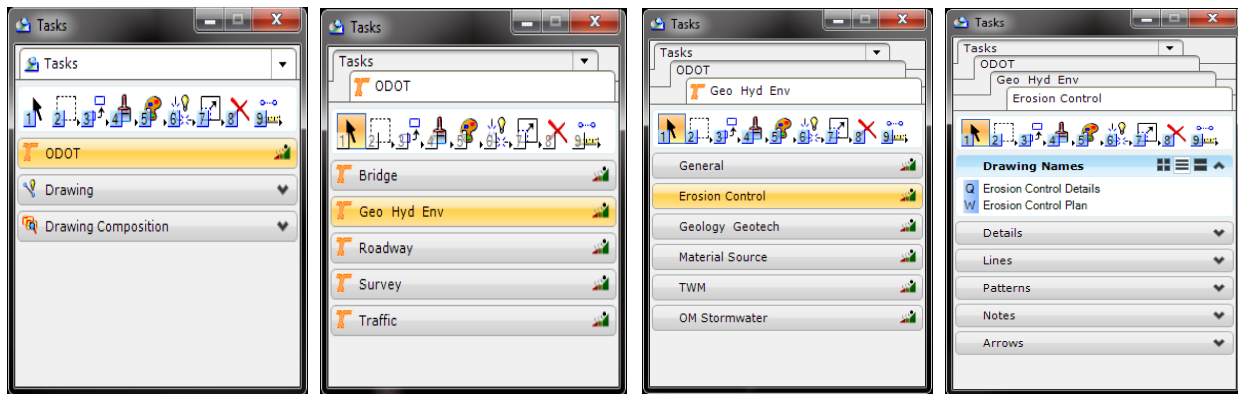 Tasks
Tasks
1 2 3 4 5 6 7 8 9
ODOT
Drawing
Drawing Composition
Tasks
Tasks
ODOT
1 2 3 4 5 6 7 8 9
Bridge
Geo Hyd Env
Roadway
Survey
Traffic
Tasks
Tasks
ODOT
Geo Hyd Env
1 2 3 4 5 6 7 8 9
General
Erosion Control
Geology Geotech
Material Source
TWM
OM Stormwater
Tasks
Tasks
ODOT
Geo Hyd Env
Erosion Control
1 2 3 4 5 6 7 8 9
Drawing Names
Q Erosion Control Details
W Erosion Control Plan
Details
Lines
Patterns
Notes
Arrows